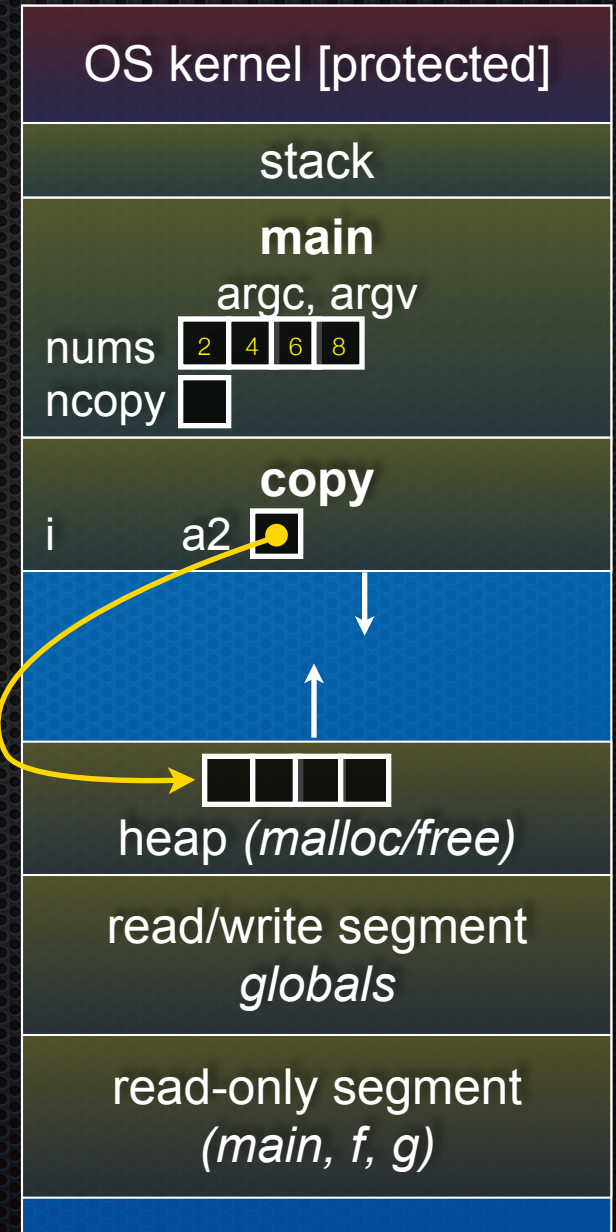 OS kernel [protected]
stack
main
argc, argv
nums 2 4 6 8
ncopy
copy
i a2
heap (malloc/free)
read/write segment
globals
read-only segment
(main, f, g)